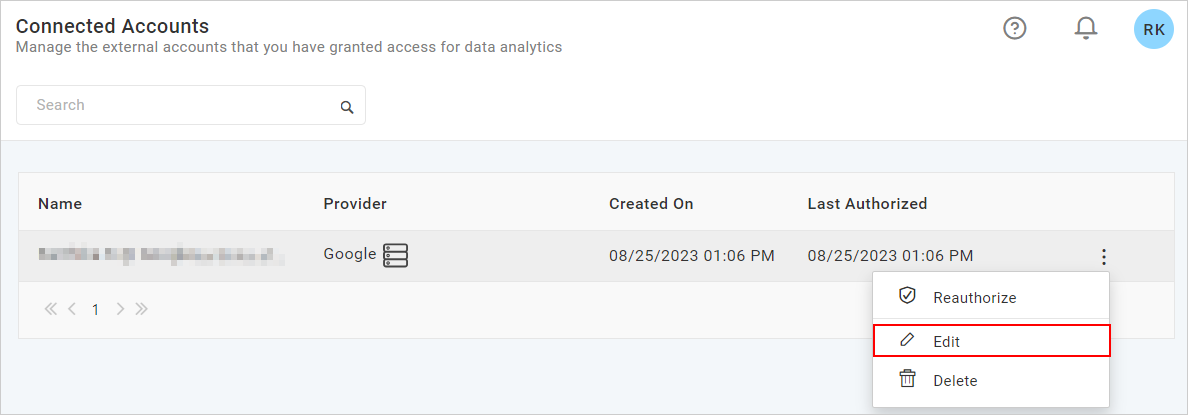 Connected Accounts
Manage the external accounts that you have granted access for data analytics
RK
Search
Name Provider Created On Last Authorized
Google 08/25/2023 01:06 PM 08/25/2023 01:06 PM
1
Reauthorize
Edit
Delete